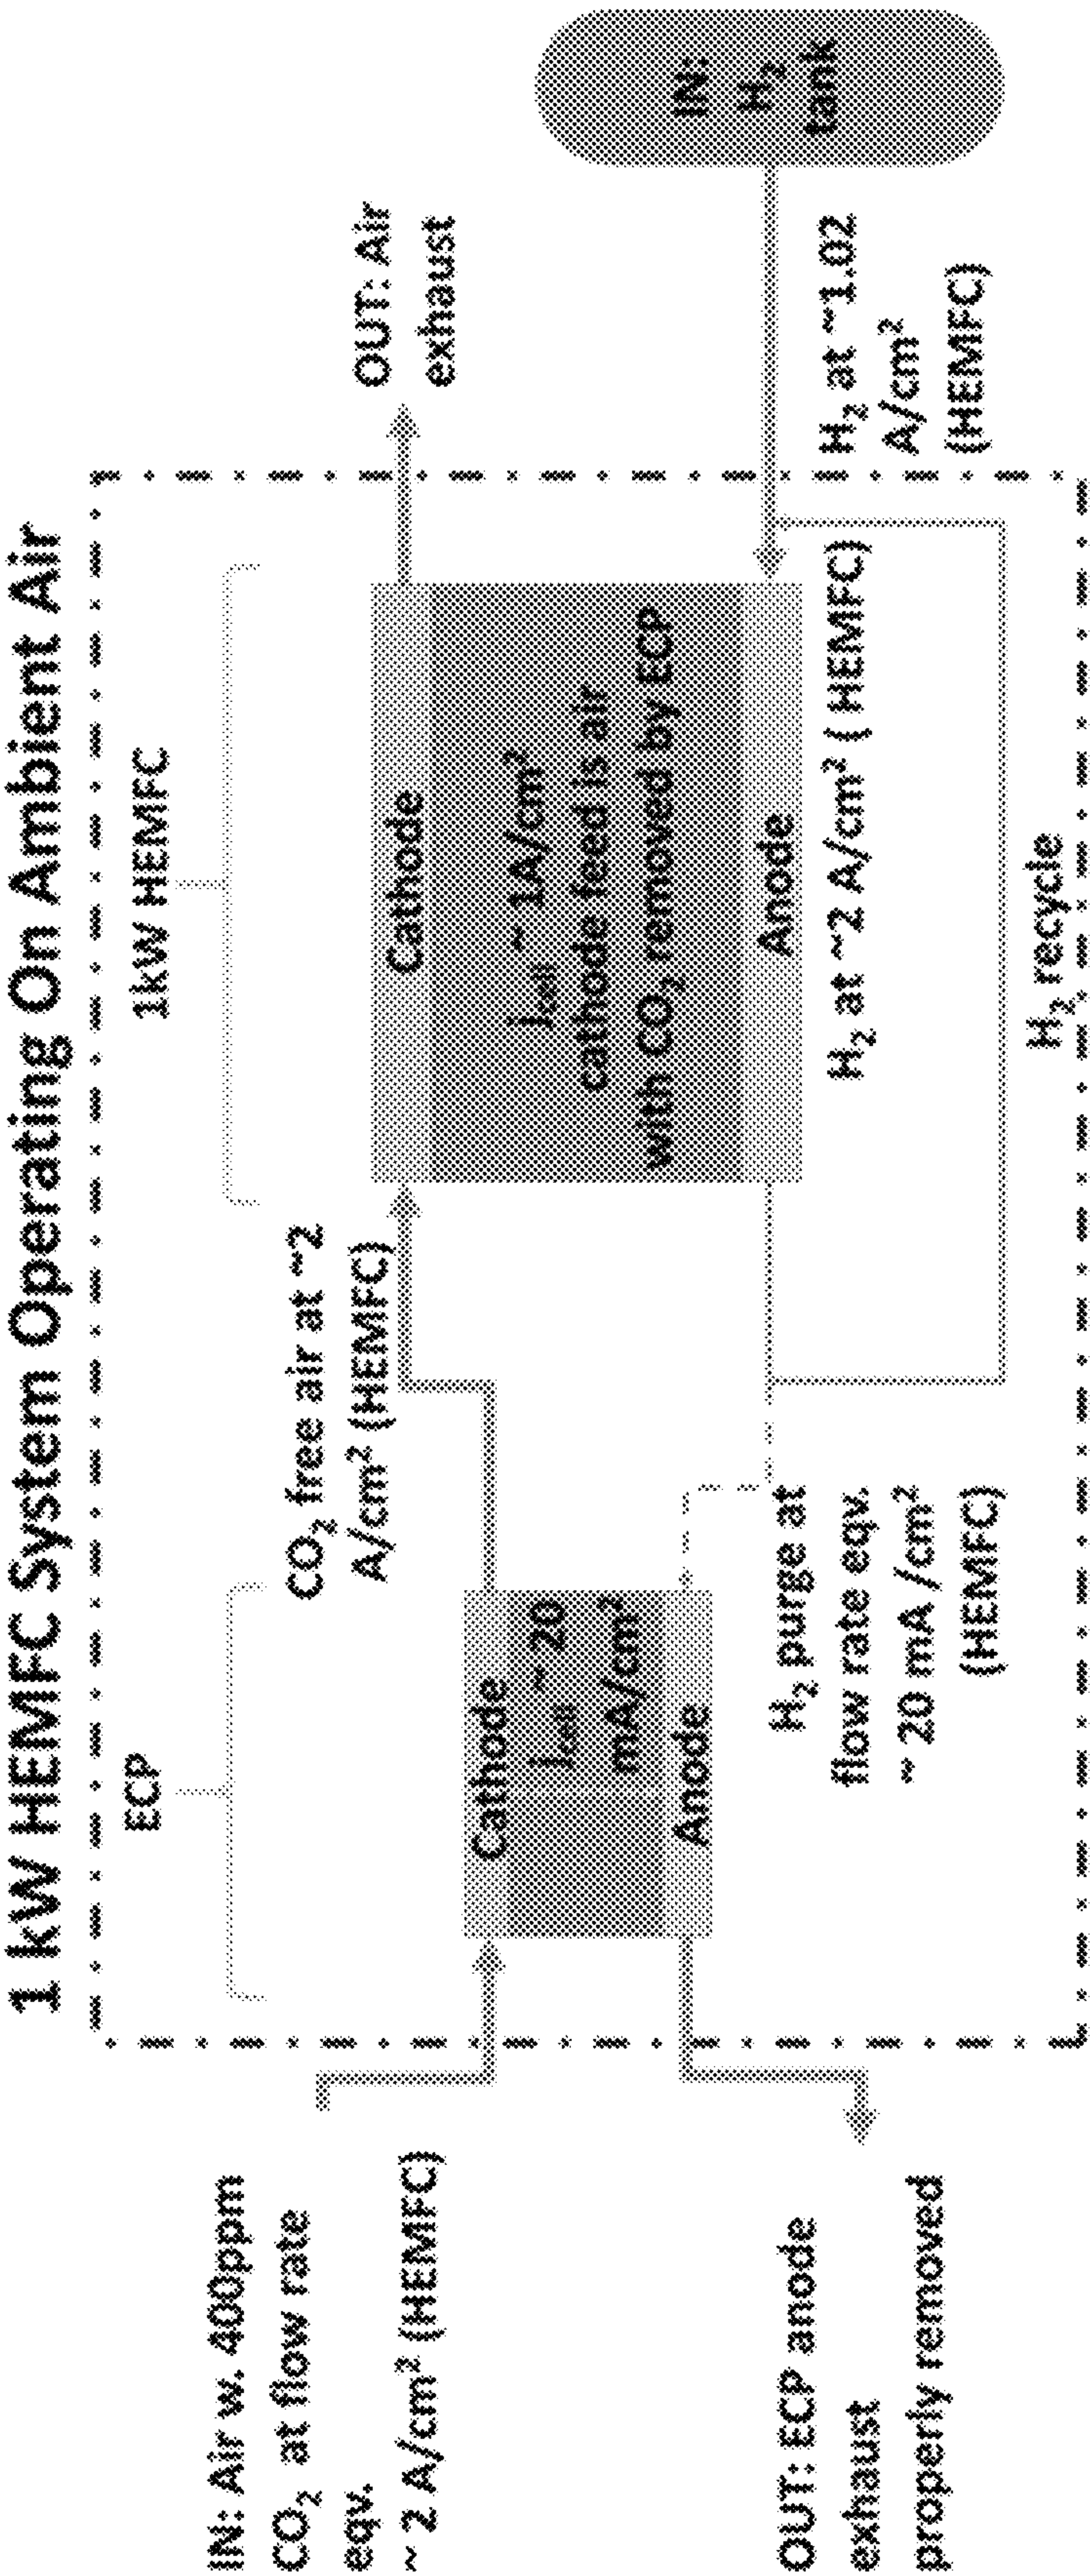 1 kW HEMFC System Operating On Ambient Air
ECP
1kW HEMFC
IN: Air w. 400ppm
CO₂ at flow rate
eqv.
~ 2 A/cm² (HEMFC)
CO₂ free air at ~2
A/cm² (HEMFC)
OUT: Air
exhaust
Cathode
j_cell ~ 20
mA/cm²
Anode
Cathode
j_cell ~ 1A/cm²
cathode feed is air
with CO₂ removed by ECP
Anode
IN:
H₂
tank
OUT: ECP anode
exhaust
properly removed
H₂ purge at
flow rate eqv.
~ 20 mA /cm²
(HEMFC)
H₂ at ~2 A/cm² ( HEMFC)
H₂ at ~1.02
A/cm²
(HEMFC)
H₂ recycle